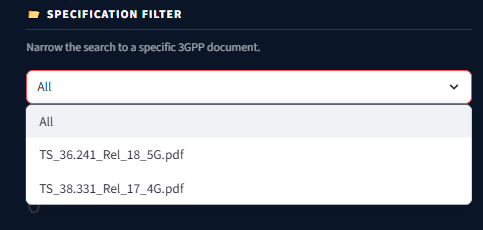 SPECIFICATION FILTER
Narrow the search to a specific 3GPP document.
All
All
TS_36.241_Rel_18_5G.pdf
TS_38.331_Rel_17_4G.pdf